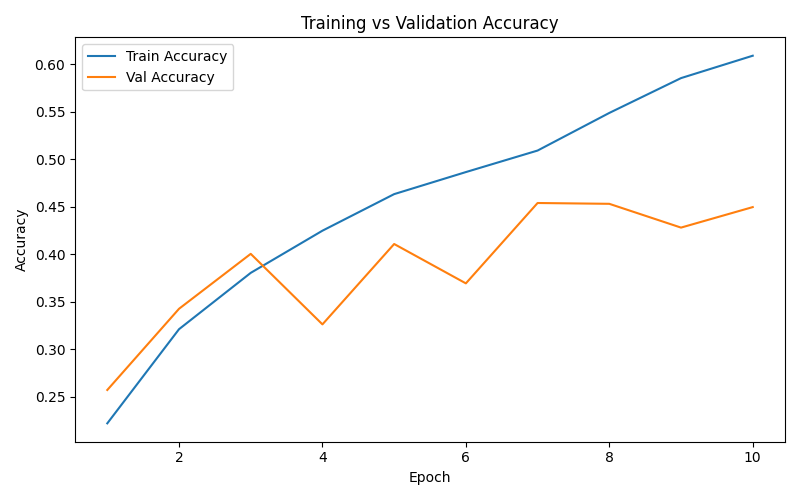 Training vs Validation Accuracy
Train Accuracy
Val Accuracy
0.60
0.55
0.50
0.45
0.40
0.35
0.30
0.25
Accuracy
2 4 6 8 10
Epoch